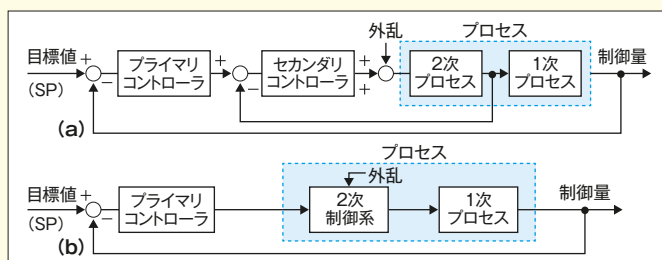 外乱
プロセス
目標値 +
(SP)
−
プライマリ
コントローラ
+
−
セカンダリ
コントローラ
+
+
2次
プロセス
1次
プロセス
制御量
(a)
プロセス
目標値 +
(SP)
−
プライマリ
コントローラ
外乱
2次
制御系
1次
プロセス
制御量
(b)